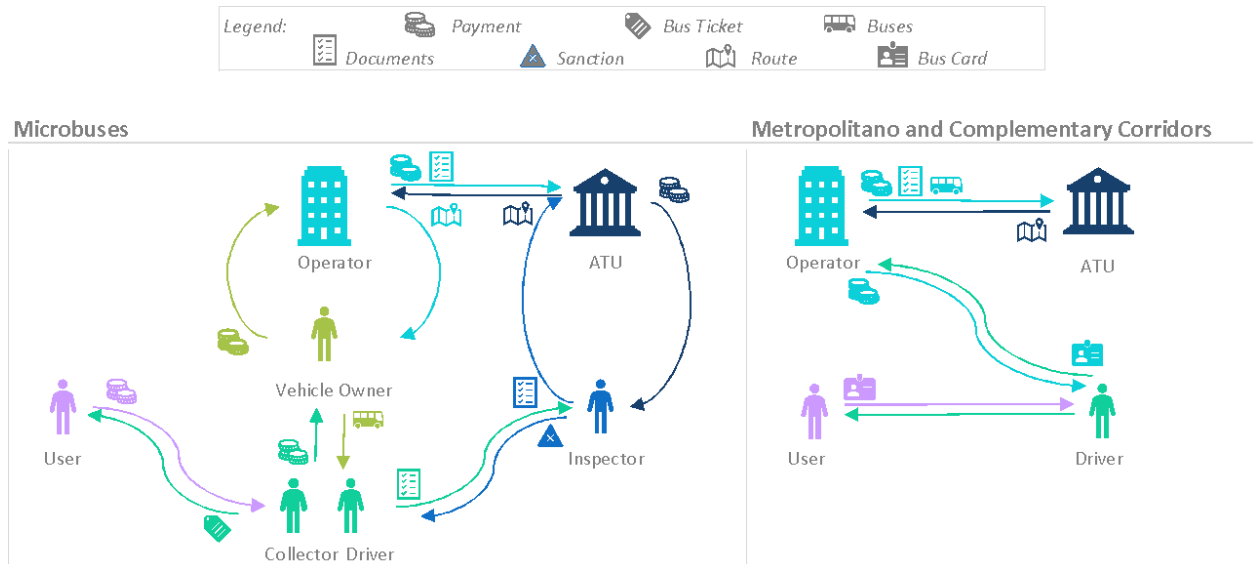 Legend: Payment Bus Ticket Buses
Documents Sanction Route Bus Card
Microbuses
Metropolitano and Complementary Corridors
Operator ATU
Operator ATU
Vehicle Owner
User Inspector
User Driver
Collector Driver